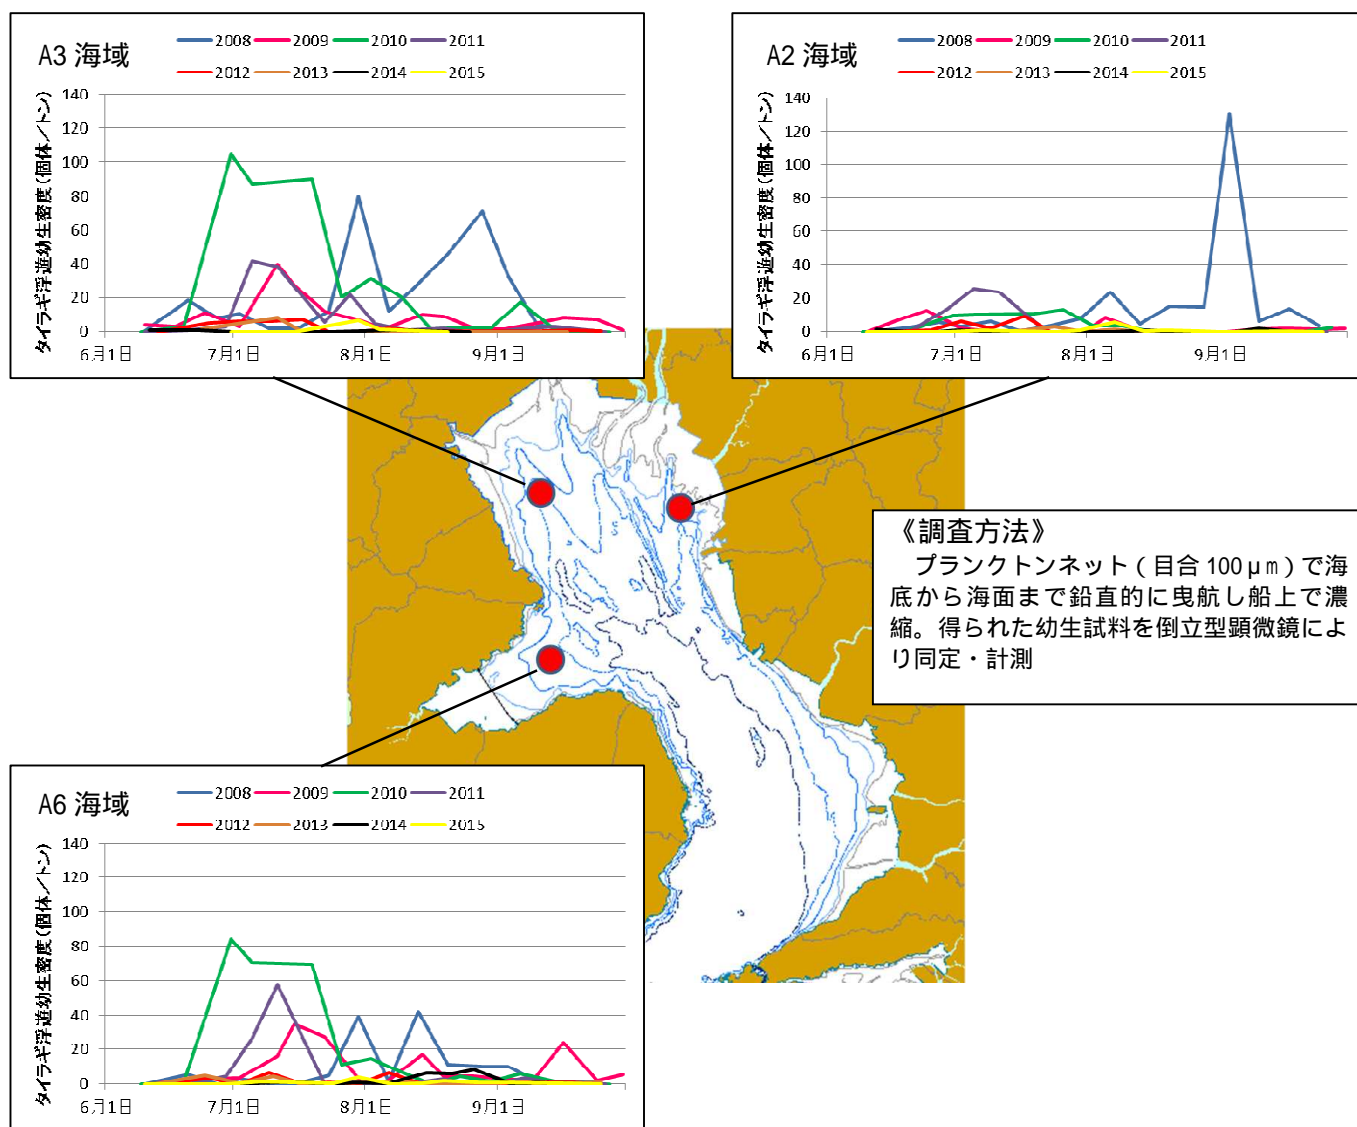 A3 海域
2008 2009 2010 2011
2012 2013 2014 2015
タイラギ浮遊幼生密度(個体/トン)
140
120
100
80
60
40
20
0
6月1日 7月1日 8月1日 9月1日
A2 海域
2008 2009 2010 2011
2012 2013 2014 2015
タイラギ浮遊幼生密度(個体/トン)
140
120
100
80
60
40
20
0
6月1日 7月1日 8月1日 9月1日
《調査方法》
プランクトンネット(目合 100μm)で海
底から海面まで鉛直的に曳航し船上で濃
縮。得られた幼生試料を倒立型顕微鏡によ
り同定・計測
A6 海域
2008 2009 2010 2011
2012 2013 2014 2015
タイラギ浮遊幼生密度(個体/トン)
140
120
100
80
60
40
20
0
6月1日 7月1日 8月1日 9月1日